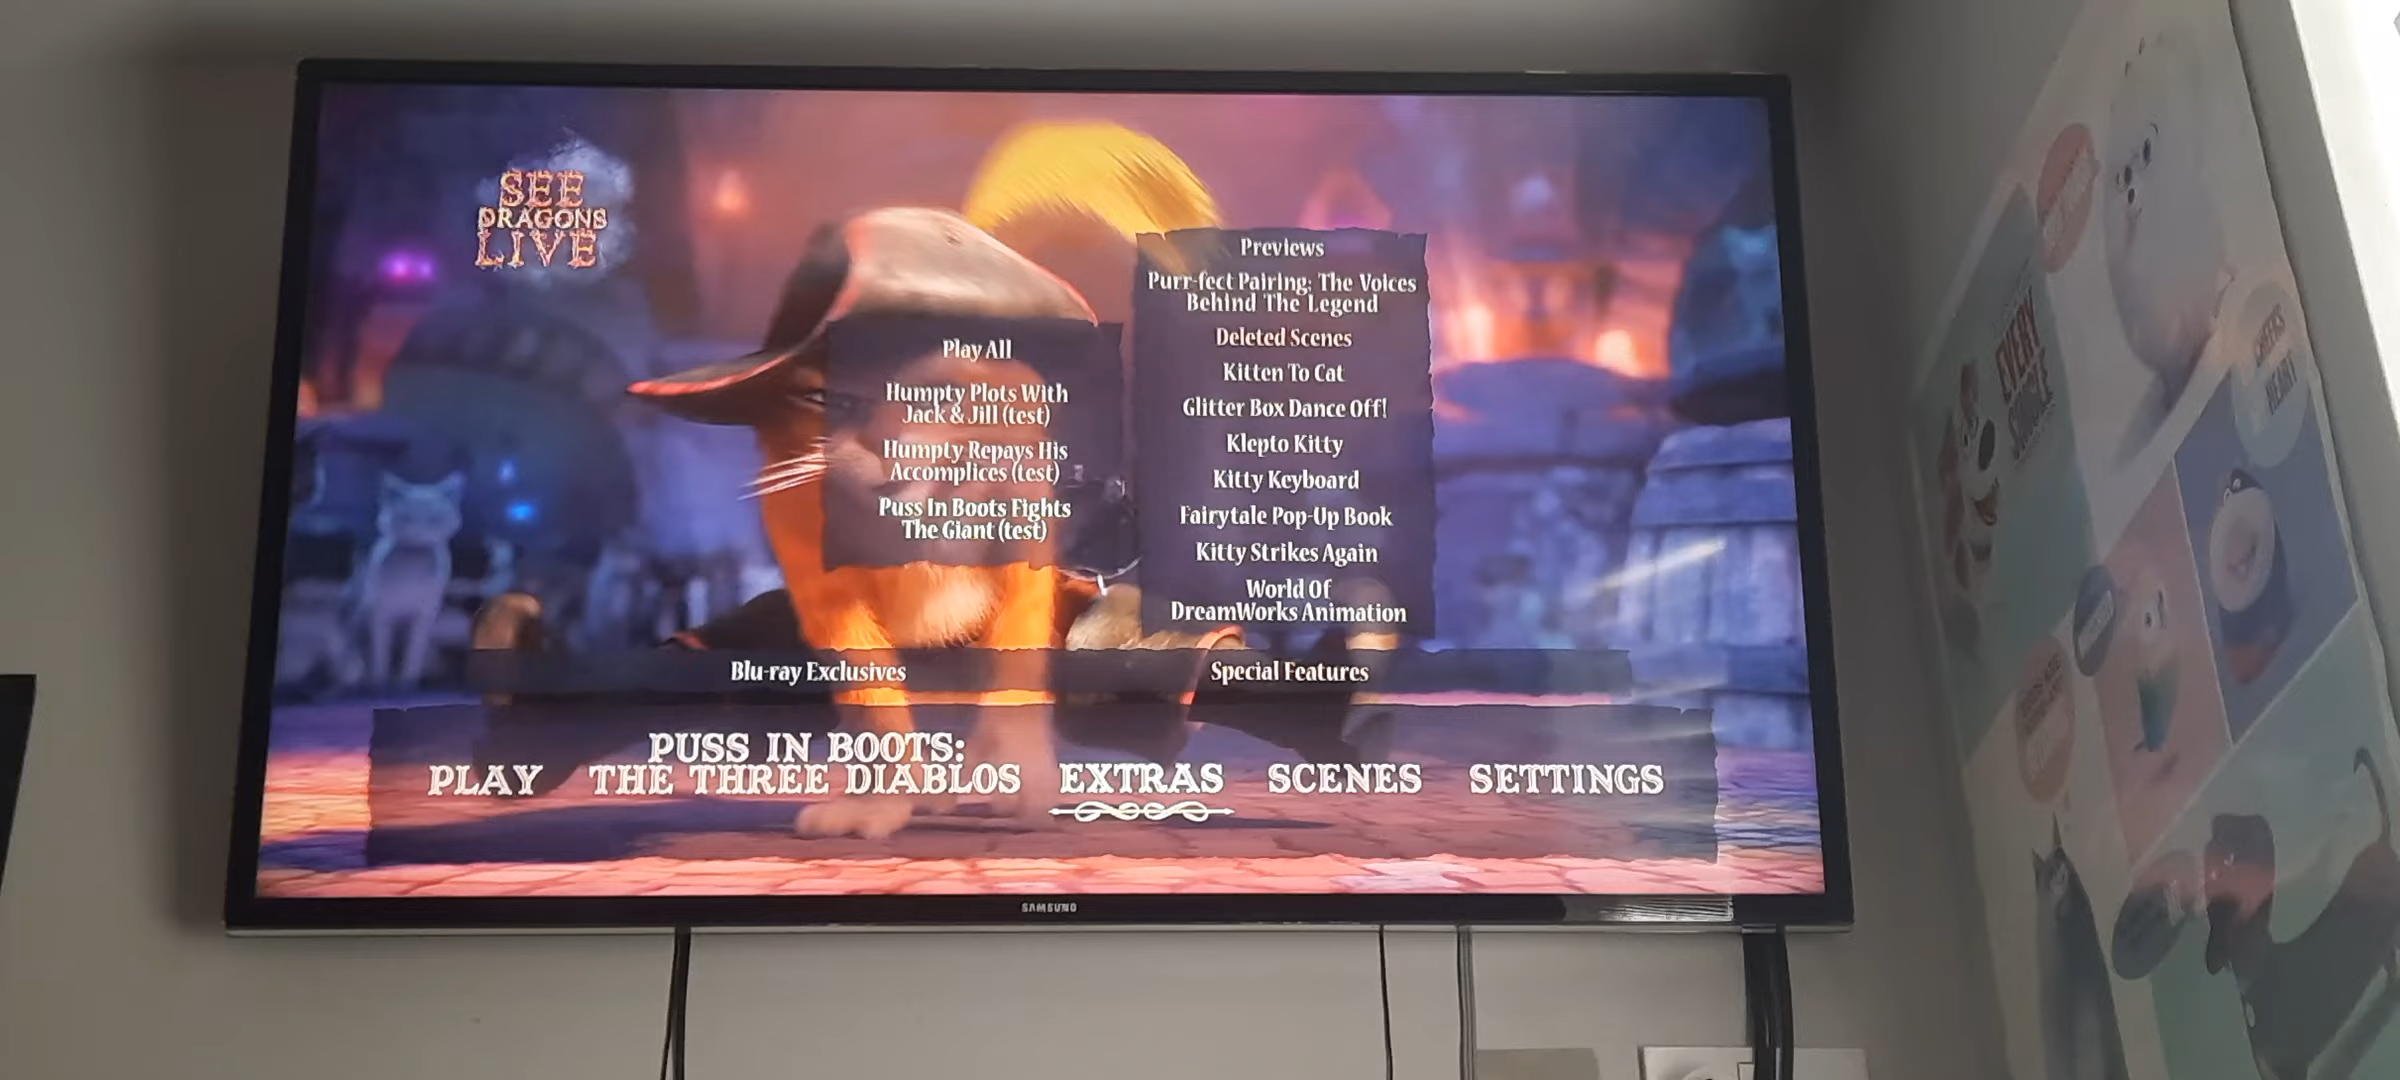 SEE
DRAGONS
LIVE
Previews
Purr-fect Pairing: The Voices
Behind The Legend
Deleted Scenes
Kitten To Cat
Glitter Box Dance Off!
Klepto Kitty
Kitty Keyboard
Fairytale Pop-Up Book
Kitty Strikes Again
World Of
DreamWorks Animation
Play All
Humpty Plots With
Jack & Jill (test)
Humpty Repays His
Accomplices (test)
Puss In Boots Fights
The Giant (test)
Blu-ray Exclusives
Special Features
PLAY
PUSS IN BOOTS:
THE THREE DIABLOS
EXTRAS
SCENES
SETTINGS
SAMSUNG
EVERY
SINGLE